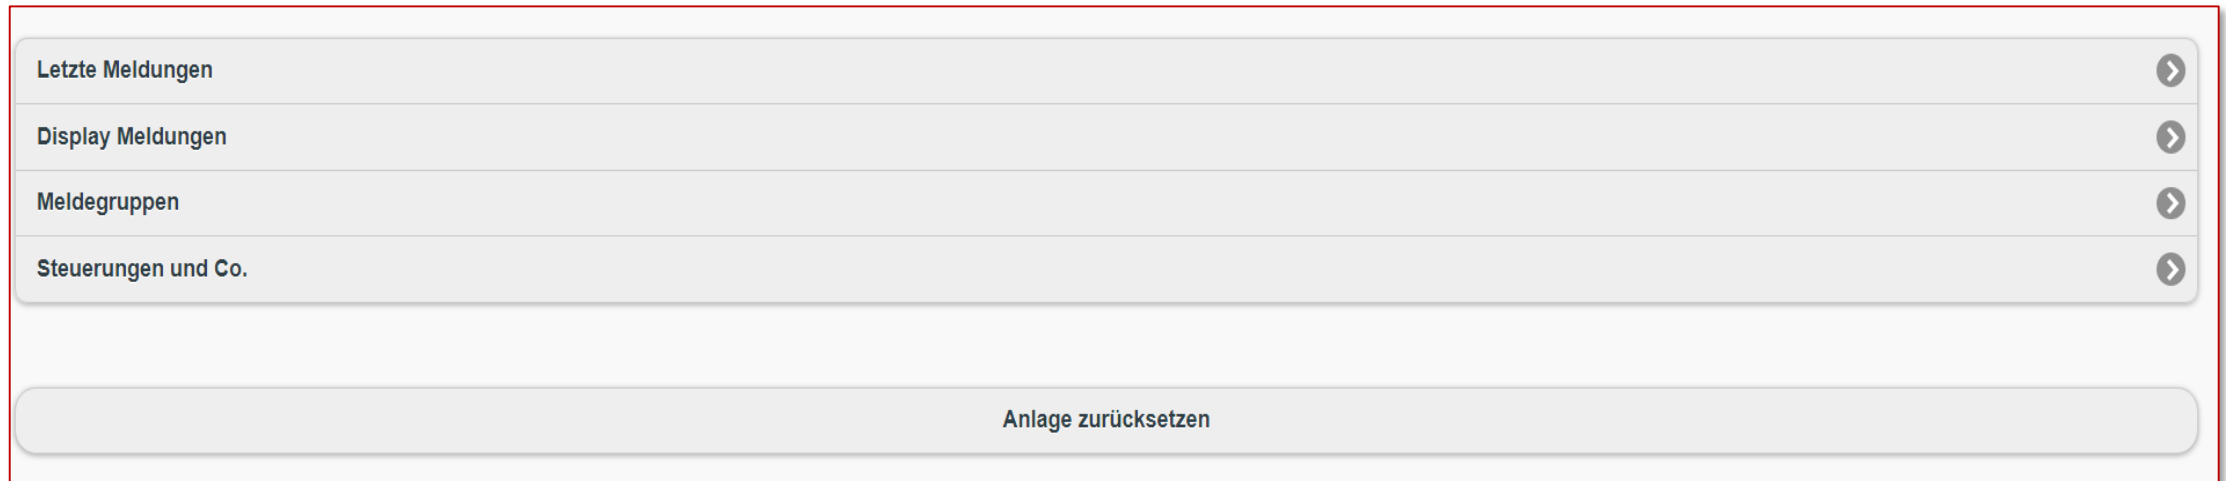 Letzte Meldungen
Display Meldungen
Meldegruppen
Steuerungen und Co.
Anlage zurücksetzen